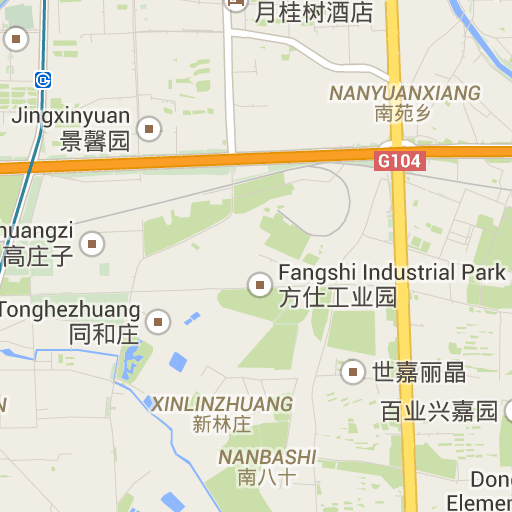 月桂树酒店
NANYUANXIANG
南苑乡
Jingxinyuan
景馨园
G104
huangzi
高庄子
Fangshi Industrial Park
方仕工业园
Tonghezhuang
同和庄
世嘉丽晶
XINLINZHUANG
新林庄
百业兴嘉园
N
NANBASHI
南八十
Dong
Element